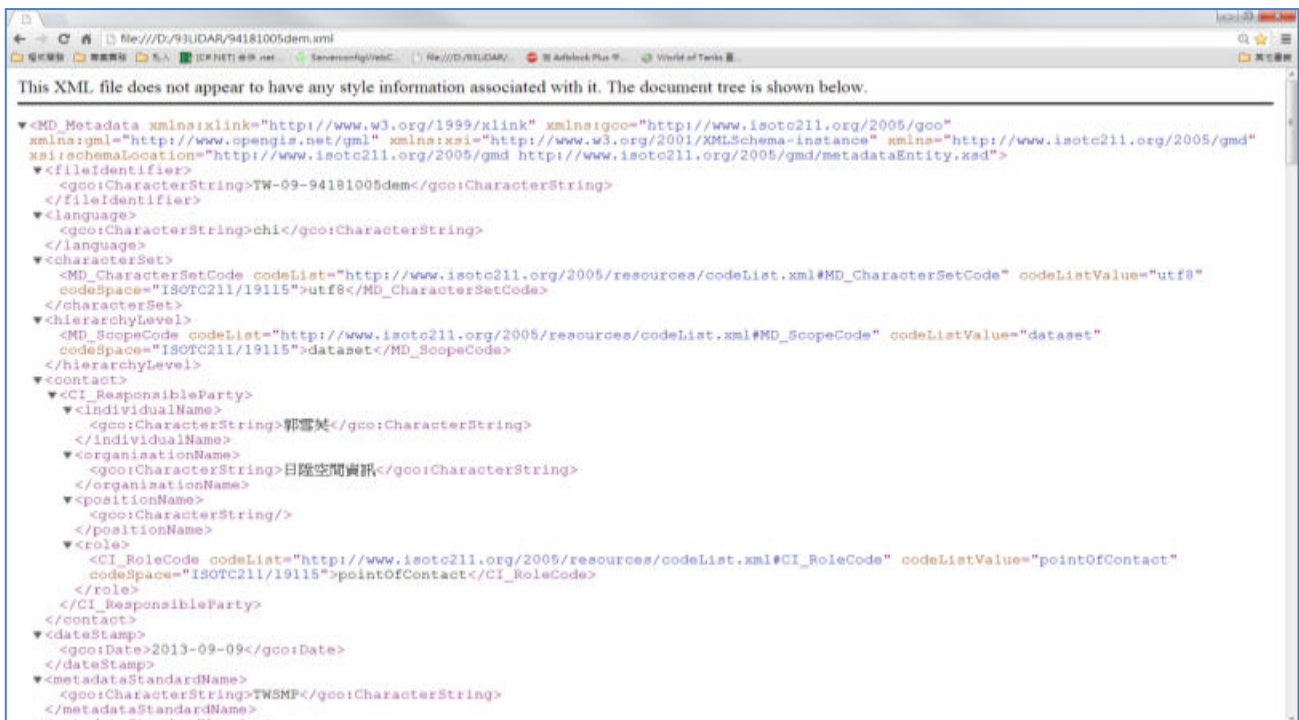 file:///D:/93LiDAR/94181005dem.xml
This XML file does not appear to have any style information associated with it. The document tree is shown below.
▼<MD_Metadata xmlns:xlink="http://www.w3.org/1999/xlink" xmlns:gco="http://www.isotc211.org/2005/gco"
xmlns:gml="http://www.opengis.net/gml" xmlns:xsi="http://www.w3.org/2001/XMLSchema-instance" xmlns="http://www.isotc211.org/2005/gmd"
xsi:schemaLocation="http://www.isotc211.org/2005/gmd http://www.isotc211.org/2005/gmd/metadataEntity.xsd">
▼<fileIdentifier>
<gco:CharacterString>TW-09-94181005dem</gco:CharacterString>
</fileIdentifier>
▼<language>
<gco:CharacterString>chi</gco:CharacterString>
</language>
▼<characterSet>
<MD_CharacterSetCode codeList="http://www.isotc211.org/2005/resources/codeList.xml#MD_CharacterSetCode" codeListValue="utf8"
codeSpace="ISOTC211/19115">utf8</MD_CharacterSetCode>
</characterSet>
▼<hierarchyLevel>
<MD_ScopeCode codeList="http://www.isotc211.org/2005/resources/codeList.xml#MD_ScopeCode" codeListValue="dataset"
codeSpace="ISOTC211/19115">dataset</MD_ScopeCode>
</hierarchyLevel>
▼<contact>
▼<CI_ResponsibleParty>
▼<individualName>
<gco:CharacterString></gco:CharacterString>
</individualName>
▼<organisationName>
<gco:CharacterString>日陞空間資訊</gco:CharacterString>
</organisationName>
▼<positionName>
<gco:CharacterString/>
</positionName>
▼<role>
<CI_RoleCode codeList="http://www.isotc211.org/2005/resources/codeList.xml#CI_RoleCode" codeListValue="pointOfContact"
codeSpace="ISOTC211/19115">pointOfContact</CI_RoleCode>
</role>
</CI_ResponsibleParty>
</contact>
▼<dateStamp>
<gco:Date>2013-09-09</gco:Date>
</dateStamp>
▼<metadataStandardName>
<gco:CharacterString>TWSMP</gco:CharacterString>
</metadataStandardName>